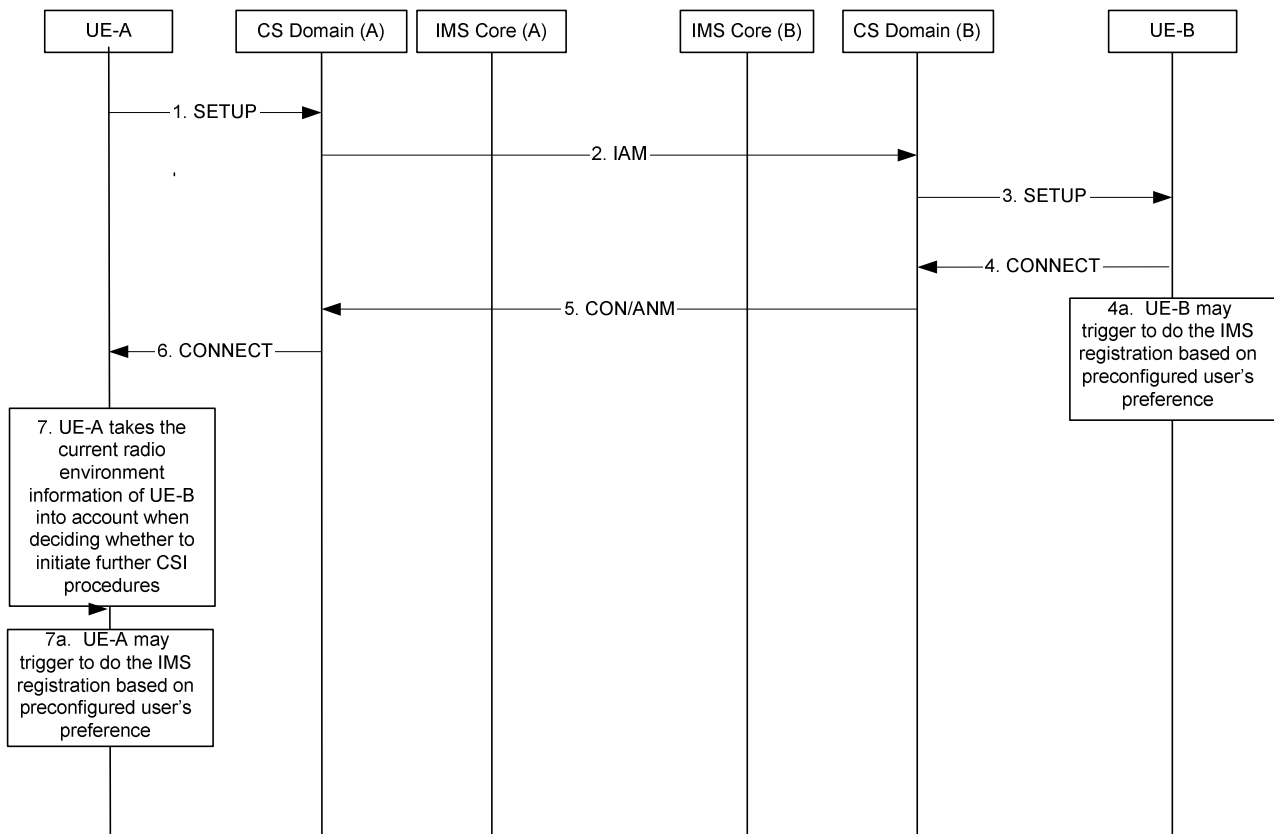 UE-A
CS Domain (A)
IMS Core (A)
IMS Core (B)
CS Domain (B)
UE-B
1. SETUP
2. IAM
3. SETUP
4. CONNECT
5. CON/ANM
4a. UE-B may
trigger to do the IMS
registration based on
preconfigured user's
preference
6. CONNECT
7. UE-A takes the
current radio
environment
information of UE-B
into account when
deciding whether to
initiate further CSI
procedures
7a. UE-A may
trigger to do the IMS
registration based on
preconfigured user's
preference